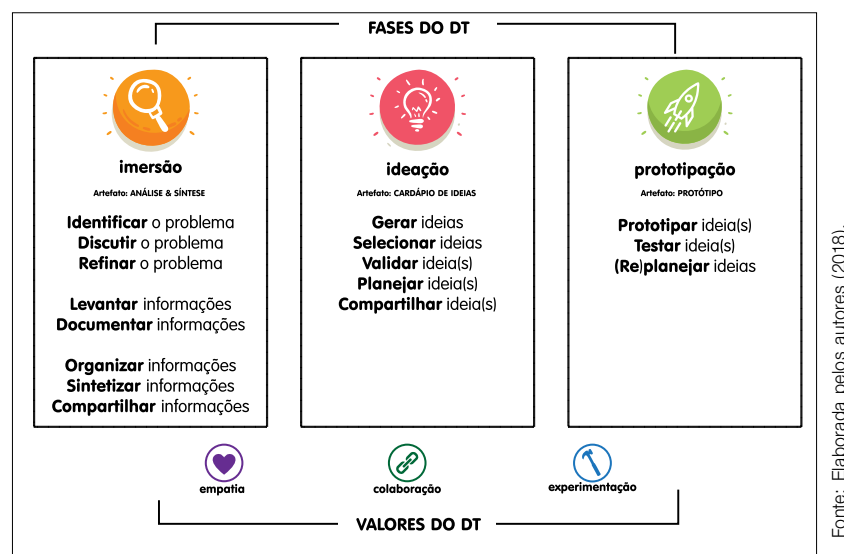 FASES DO DT
imersão
Artefato: ANÁLISE & SÍNTESE
Identificar o problema
Discutir o problema
Refinar o problema
Levantar informações
Documentar informações
Organizar informações
Sintetizar informações
Compartilhar informações
ideação
Artefato: CARDÁPIO DE IDEIAS
Gerar ideias
Selecionar ideias
Validar ideia(s)
Planejar ideia(s)
Compartilhar ideia(s)
prototipação
Artefato: PROTÓTIPO
Prototipar ideia(s)
Testar ideia(s)
(Re)planejar ideias
empatia
colaboração
experimentação
VALORES DO DT
Fonte: Elaborada pelos autores (2018).